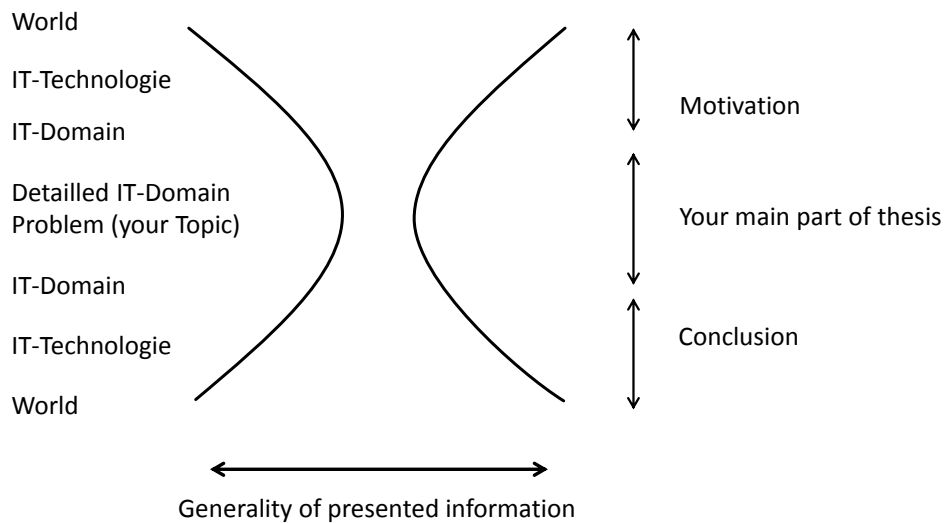 World
IT-Technologie
IT-Domain
Detailled IT-Domain
Problem (your Topic)
IT-Domain
IT-Technologie
World
Motivation
Your main part of thesis
Conclusion
Generality of presented information